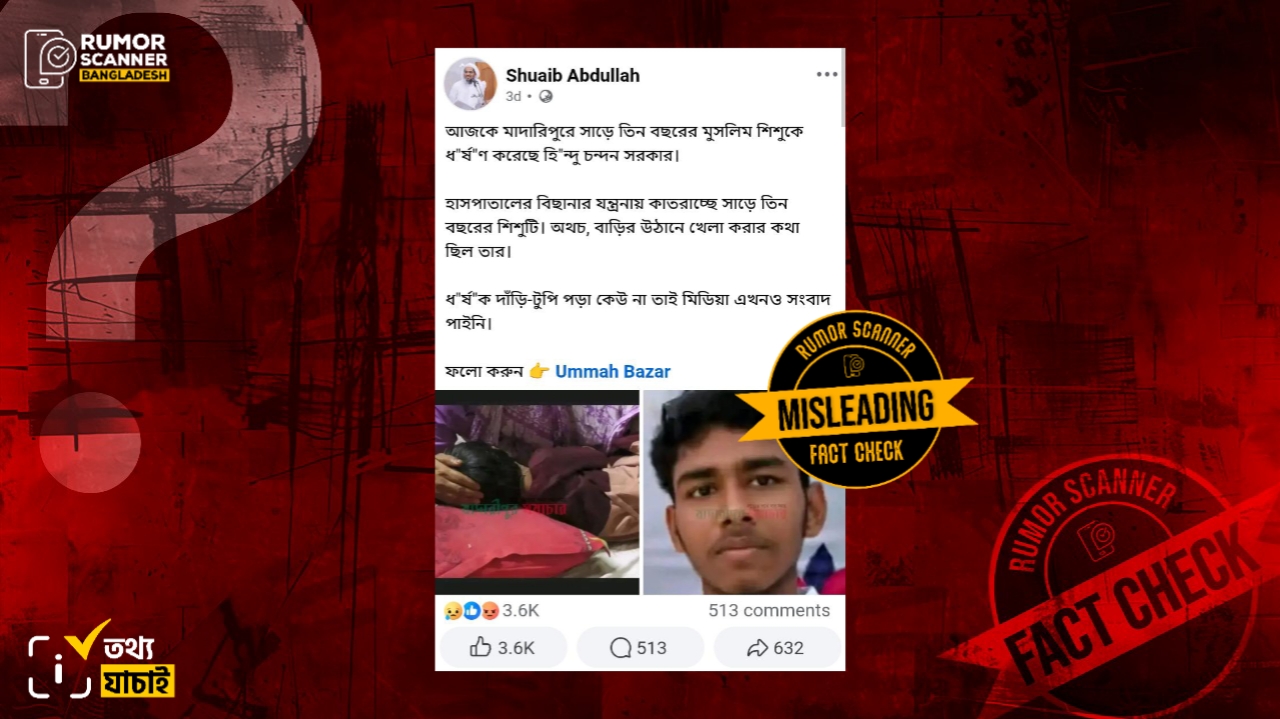 RUMOR
SCANNER
BANGLADESH
Shuaib Abdullah
3d
আজকে মাদারিপুরে সাড়ে তিন বছরের মুসলিম শিশুকে
ধ"র্ষ"ণ করেছে হি"ন্দু চন্দন সরকার।
হাসপাতালের বিছানার যন্ত্রনায় কাতরাচ্ছে সাড়ে তিন
বছরের শিশুটি। অথচ, বাড়ির উঠানে খেলা করার কথা
ছিল তার।
ধ"র্ষ"ক দাঁড়ি-টুপি পড়া কেউ না তাই মিডিয়া এখনও সংবাদ
পাইনি।
ফলো করুন 👉 Ummah Bazar
RUMOR SCANNER
MISLEADING
FACT CHECK
3.6K
513 comments
3.6K
513
632
RUMOR SCANNER
FACT CHECK
তথ্য
যাচাই